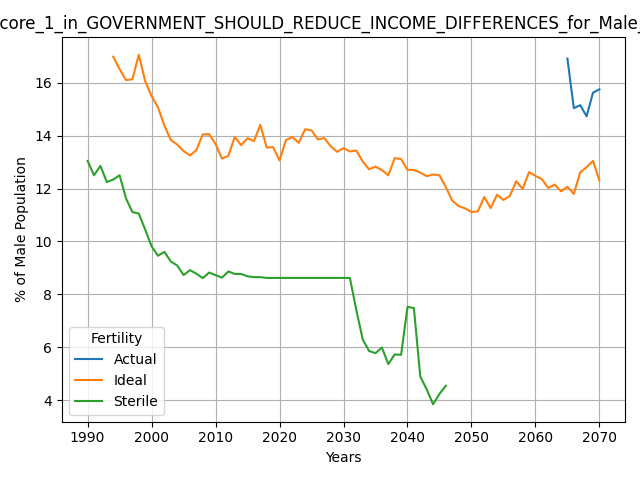 core_1_in_GOVERNMENT_SHOULD_REDUCE_INCOME_DIFFERENCES_for_Male_
% of Male Population
16
14
12
10
8
6
4
Fertility
Actual
Ideal
Sterile
1990 2000 2010 2020 2030 2040 2050 2060 2070
Years